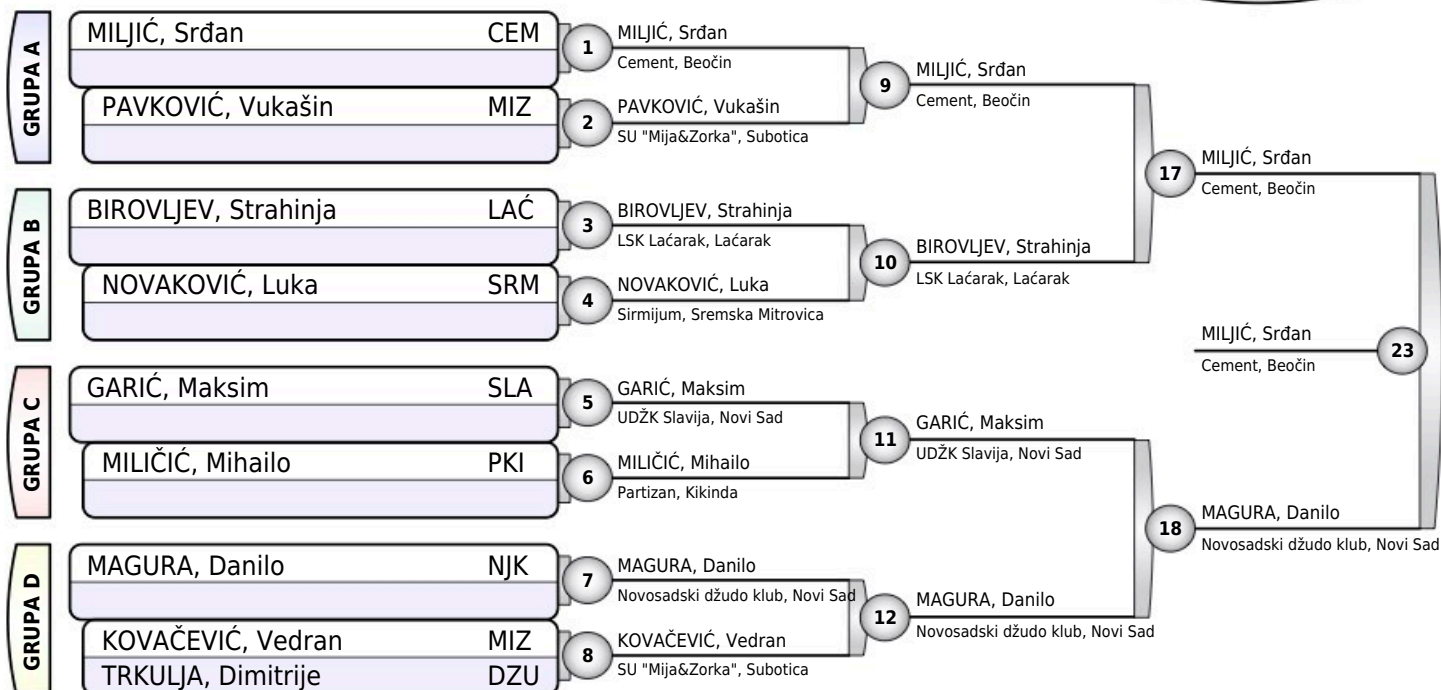 GRUPA A
MILJIĆ, Srđan CEM
PAVKOVIĆ, Vukašin MIZ
GRUPA B
BIROVLJEV, Strahinja LAĆ
NOVAKOVIĆ, Luka SRM
GRUPA C
GARIĆ, Maksim SLA
MILIČIĆ, Mihailo PKI
GRUPA D
MAGURA, Danilo NJK
KOVAČEVIĆ, Vedran MIZ
TRKULJA, Dimitrije DZU
1
MILJIĆ, Srđan
Cement, Beočin
2
PAVKOVIĆ, Vukašin
SU "Mija&Zorka", Subotica
3
BIROVLJEV, Strahinja
LSK Laćarak, Laćarak
4
NOVAKOVIĆ, Luka
Sirmijum, Sremska Mitrovica
5
GARIĆ, Maksim
UDŽK Slavija, Novi Sad
6
MILIČIĆ, Mihailo
Partizan, Kikinda
7
MAGURA, Danilo
Novosadski džudo klub, Novi Sad
8
KOVAČEVIĆ, Vedran
SU "Mija&Zorka", Subotica
9
MILJIĆ, Srđan
Cement, Beočin
10
BIROVLJEV, Strahinja
LSK Laćarak, Laćarak
11
GARIĆ, Maksim
UDŽK Slavija, Novi Sad
12
MAGURA, Danilo
Novosadski džudo klub, Novi Sad
17
MILJIĆ, Srđan
Cement, Beočin
18
MAGURA, Danilo
Novosadski džudo klub, Novi Sad
MILJIĆ, Srđan
Cement, Beočin
23